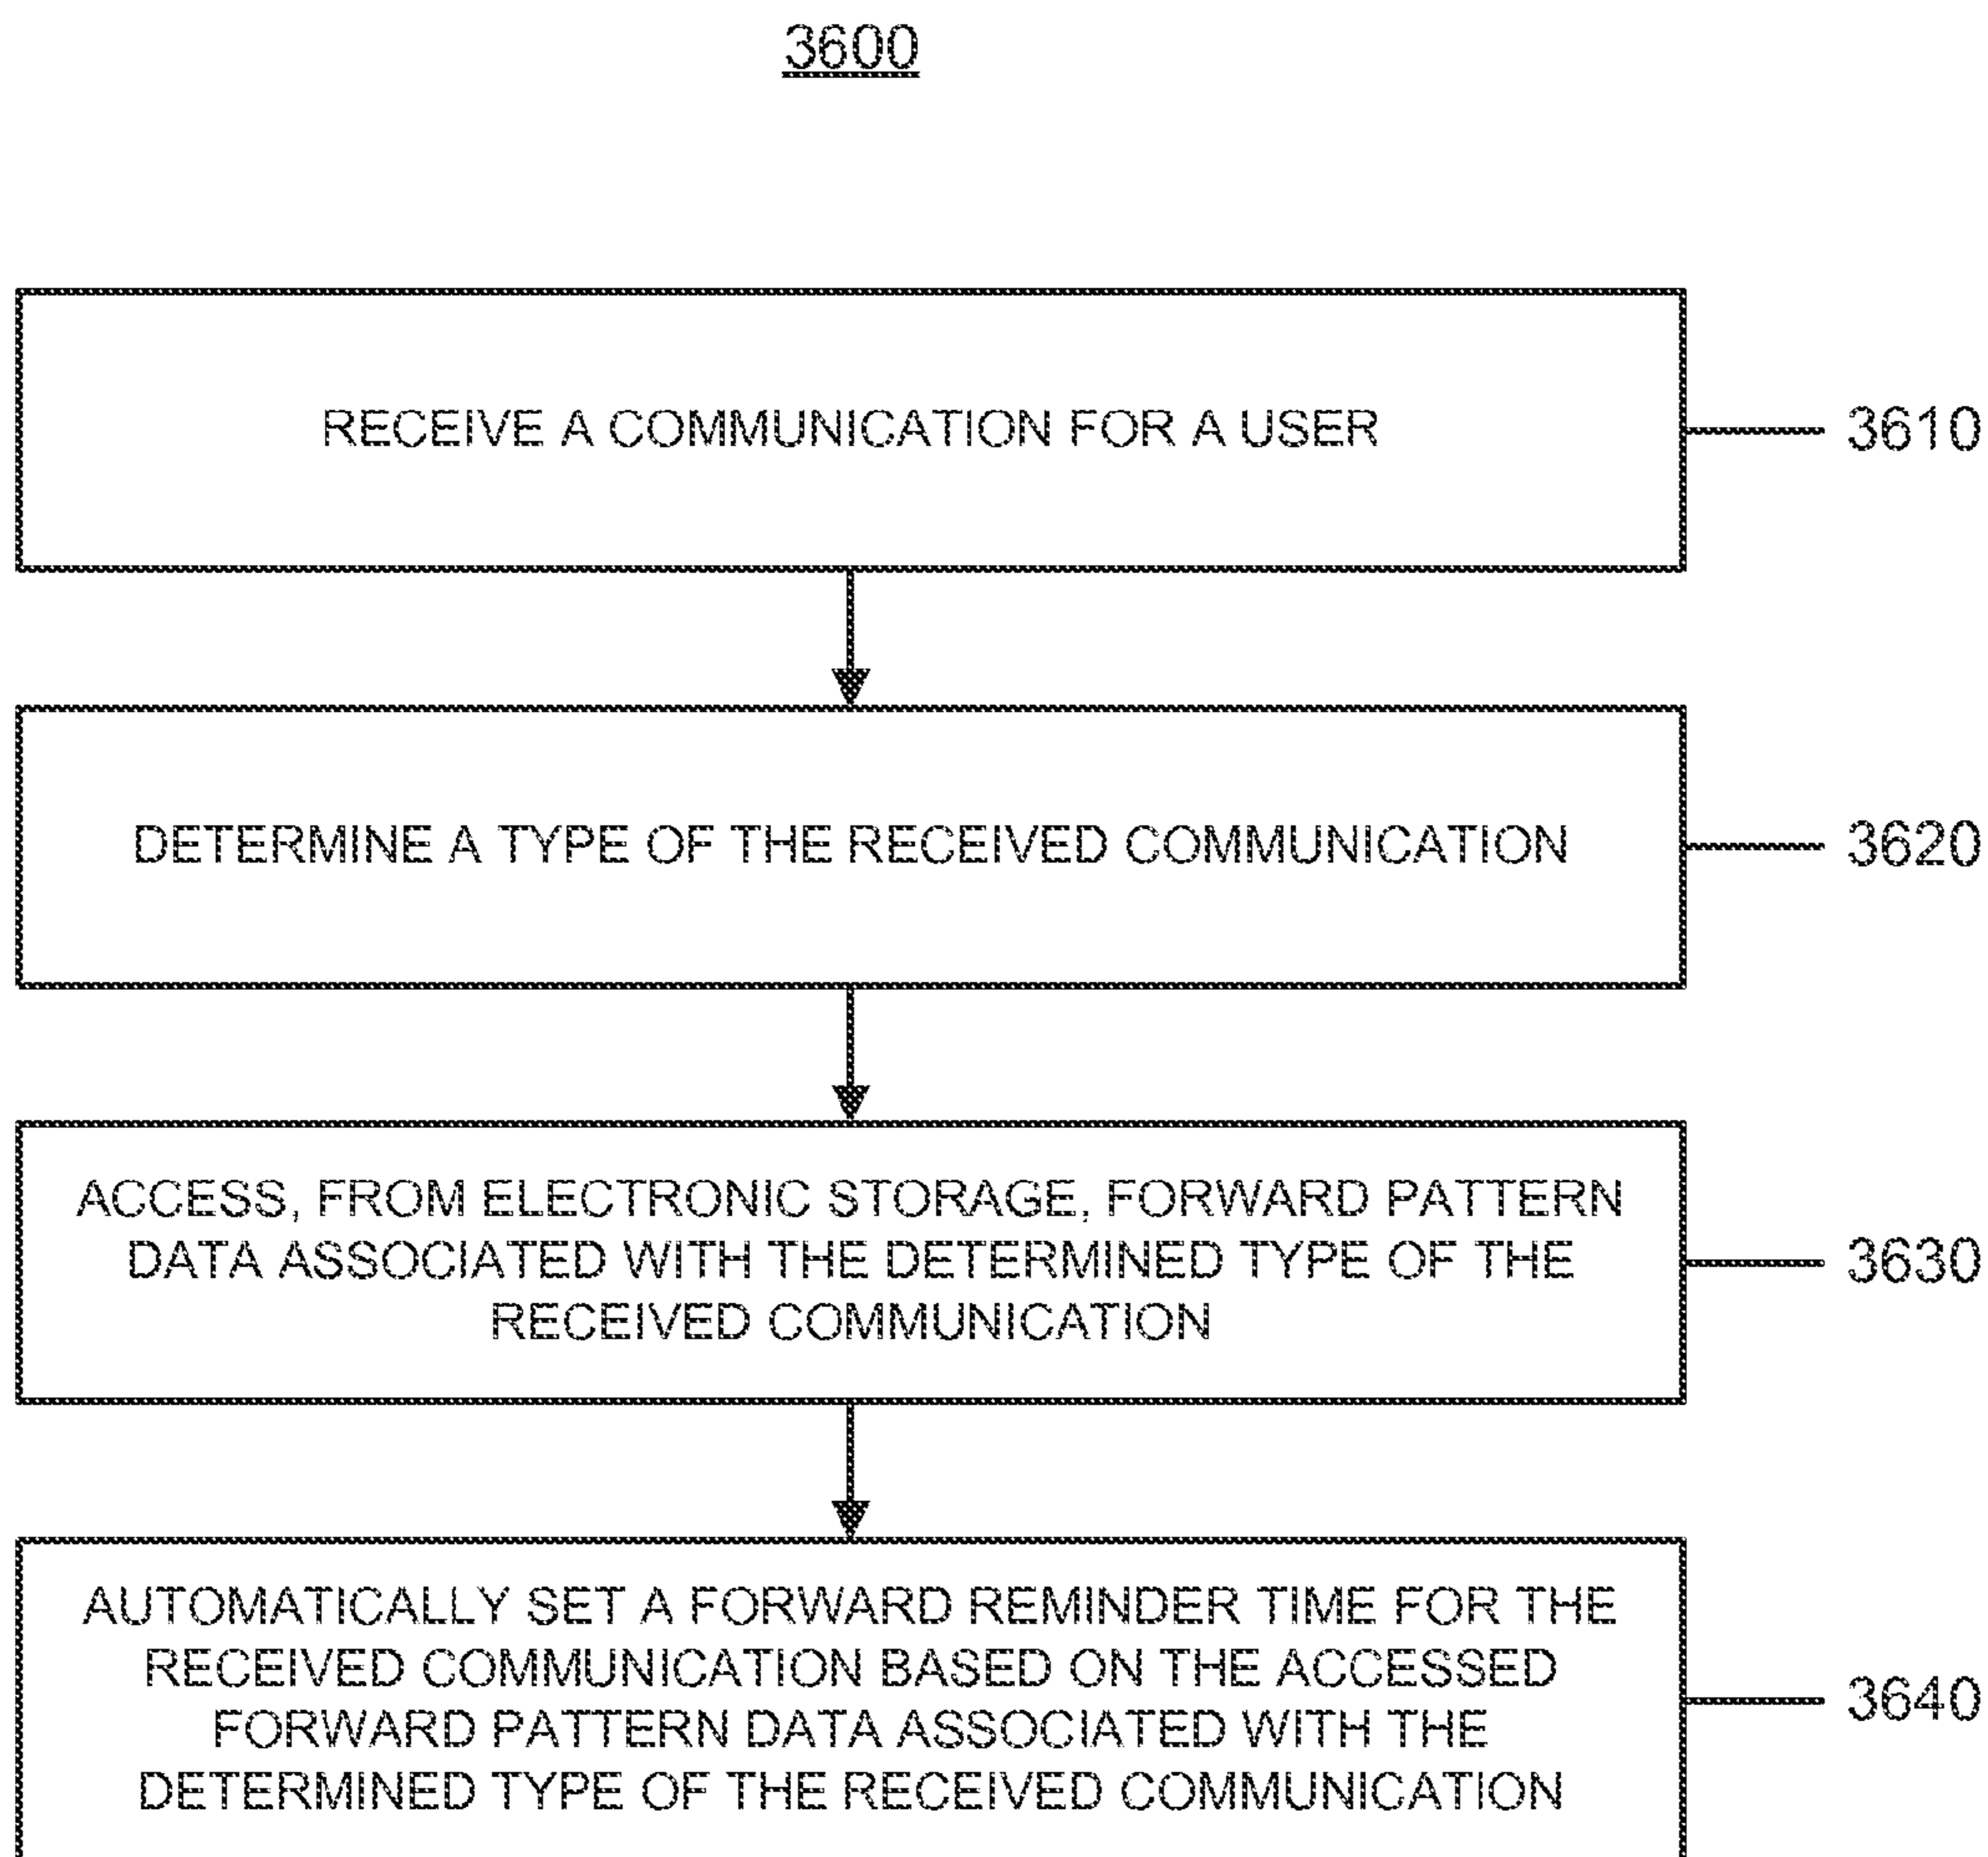 3600
RECEIVE A COMMUNICATION FOR A USER
3610
DETERMINE A TYPE OF THE RECEIVED COMMUNICATION
3620
ACCESS, FROM ELECTRONIC STORAGE, FORWARD PATTERN
DATA ASSOCIATED WITH THE DETERMINED TYPE OF THE
RECEIVED COMMUNICATION
3630
AUTOMATICALLY SET A FORWARD REMINDER TIME FOR THE
RECEIVED COMMUNICATION BASED ON THE ACCESSED
FORWARD PATTERN DATA ASSOCIATED WITH THE
DETERMINED TYPE OF THE RECEIVED COMMUNICATION
3640